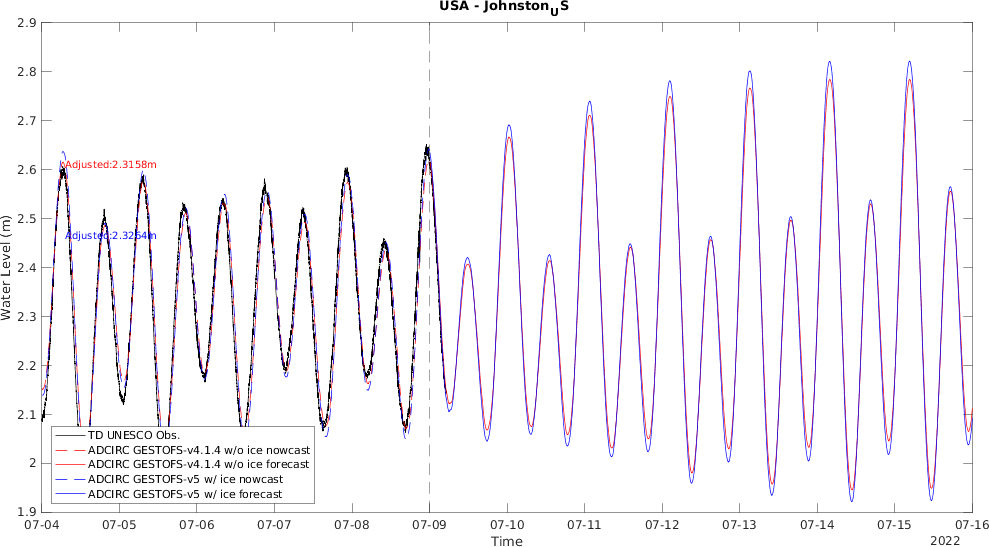 USA - Johnston_US
2.9
2.8
2.7
2.6
2.5
2.4
2.3
2.2
2.1
2
1.9
Water Level (m)
Adjusted:2.3158m
Adjusted:2.3264m
TD UNESCO Obs.
ADCIRC GESTOFS-v4.1.4 w/o ice nowcast
ADCIRC GESTOFS-v4.1.4 w/o ice forecast
ADCIRC GESTOFS-v5 w/ ice nowcast
ADCIRC GESTOFS-v5 w/ ice forecast
07-04 07-05 07-06 07-07 07-08 07-09 07-10 07-11 07-12 07-13 07-14 07-15 07-16
Time
2022